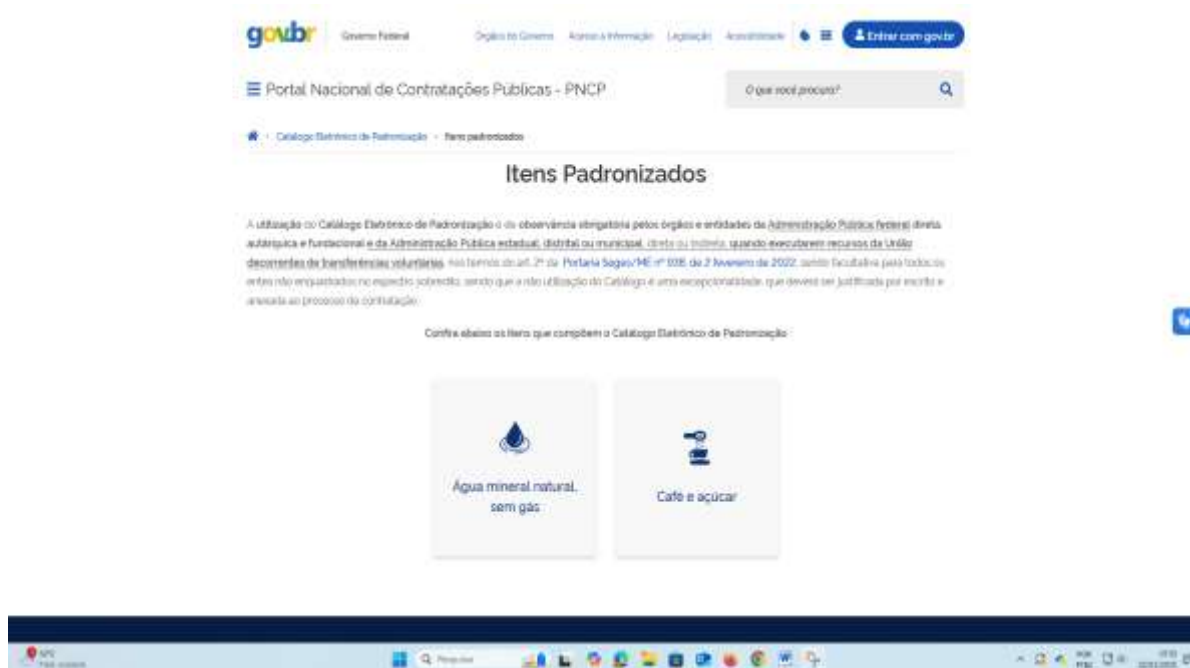 gov.br Governo Federal Órgãos do Governo Acesso à Informação Legislação Acessibilidade Entrar com gov.br
Portal Nacional de Contratações Públicas - PNCP O que você procura?
Catálogo Eletrônico de Padronização Itens padronizados
Itens Padronizados
A utilização do Catálogo Eletrônico de Padronização é de observância obrigatória pelos órgãos e entidades da Administração Pública federal direta,
autárquica e fundacional e da Administração Pública estadual, distrital ou municipal, direta ou indireta, quando executarem recursos da União
decorrentes de transferências voluntárias, nos termos do art. 2º da Portaria Seges/ME nº 938, de 2 fevereiro de 2022, sendo facultativa para todos os
entes não enquadrados no espectro sobredito, sendo que a não utilização do Catálogo é uma excepcionalidade, que deverá ser justificada por escrito e
anexada ao processo de contratação.
Confira abaixo os itens que compõem o Catálogo Eletrônico de Padronização
Água mineral natural,
sem gás
Café e açúcar
Pesquisar